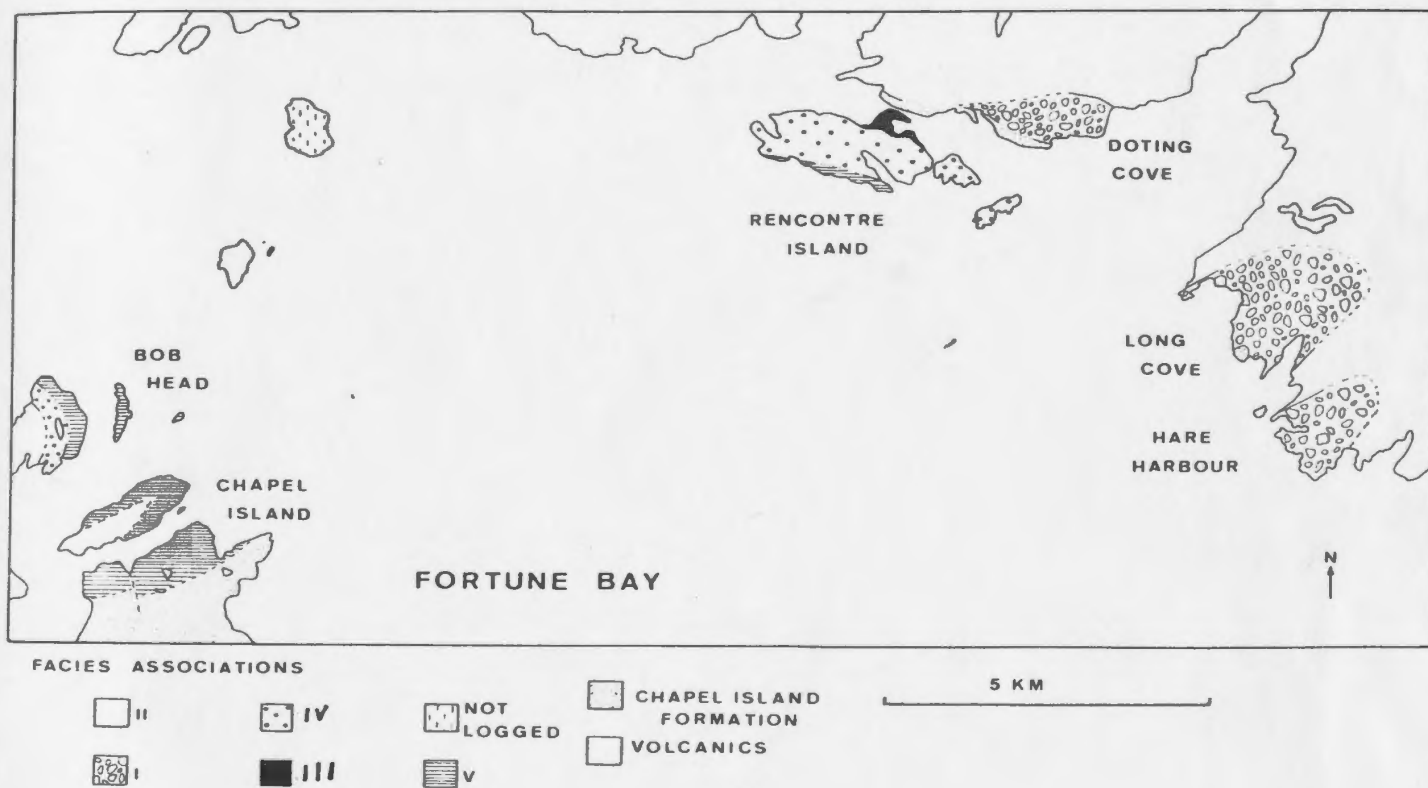 DOTING
COVE
RENCONTRE
ISLAND
BOB
HEAD
LONG
COVE
HARE
HARBOUR
CHAPEL
ISLAND
FORTUNE BAY
N
FACIES ASSOCIATIONS
II
IV
NOT
LOGGED
CHAPEL ISLAND
FORMATION
5 KM
I
III
V
VOLCANICS